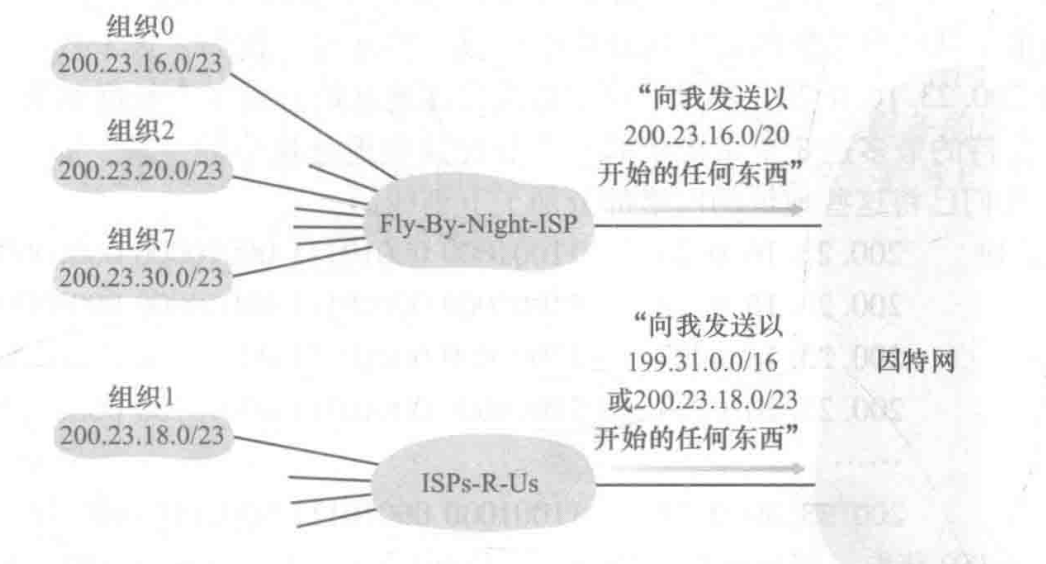 组织0
200.23.16.0/23
组织2
200.23.20.0/23
组织7
200.23.30.0/23
Fly-By-Night-ISP
“向我发送以
200.23.16.0/20
开始的任何东西”
组织1
200.23.18.0/23
ISPs-R-Us
“向我发送以
199.31.0.0/16
或200.23.18.0/23
开始的任何东西”
因特网